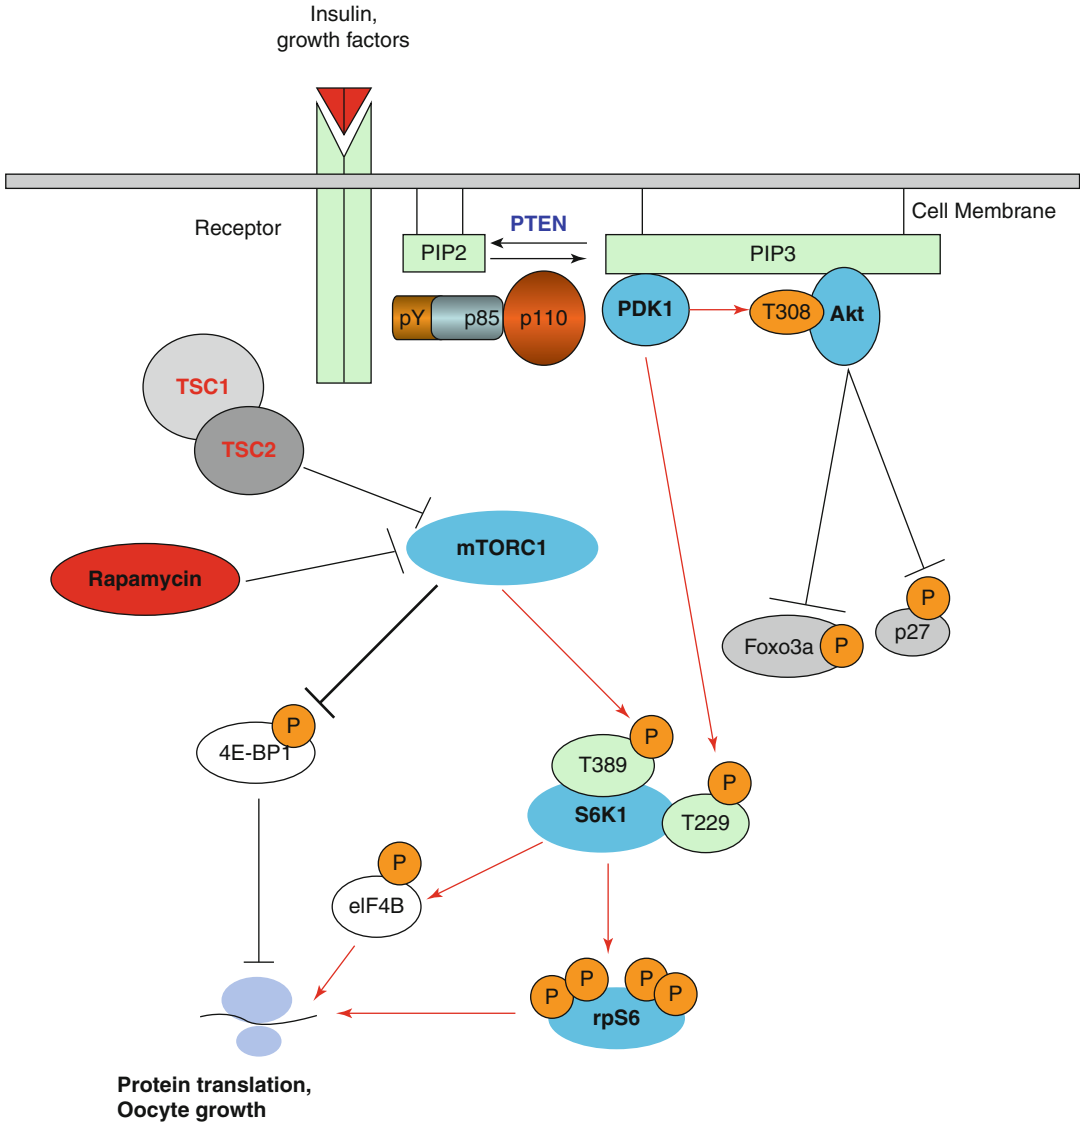 Insulin,
growth factors
Receptor
Cell Membrane
PTEN
PIP2
PIP3
pY
p85
p110
PDK1
T308
Akt
TSC1
TSC2
mTORC1
Rapamycin
P
p27
Foxo3a
P
P
4E-BP1
P
T389
P
S6K1
T229
P
eIF4B
P
P
P
P
rpS6
Protein translation,
Oocyte growth